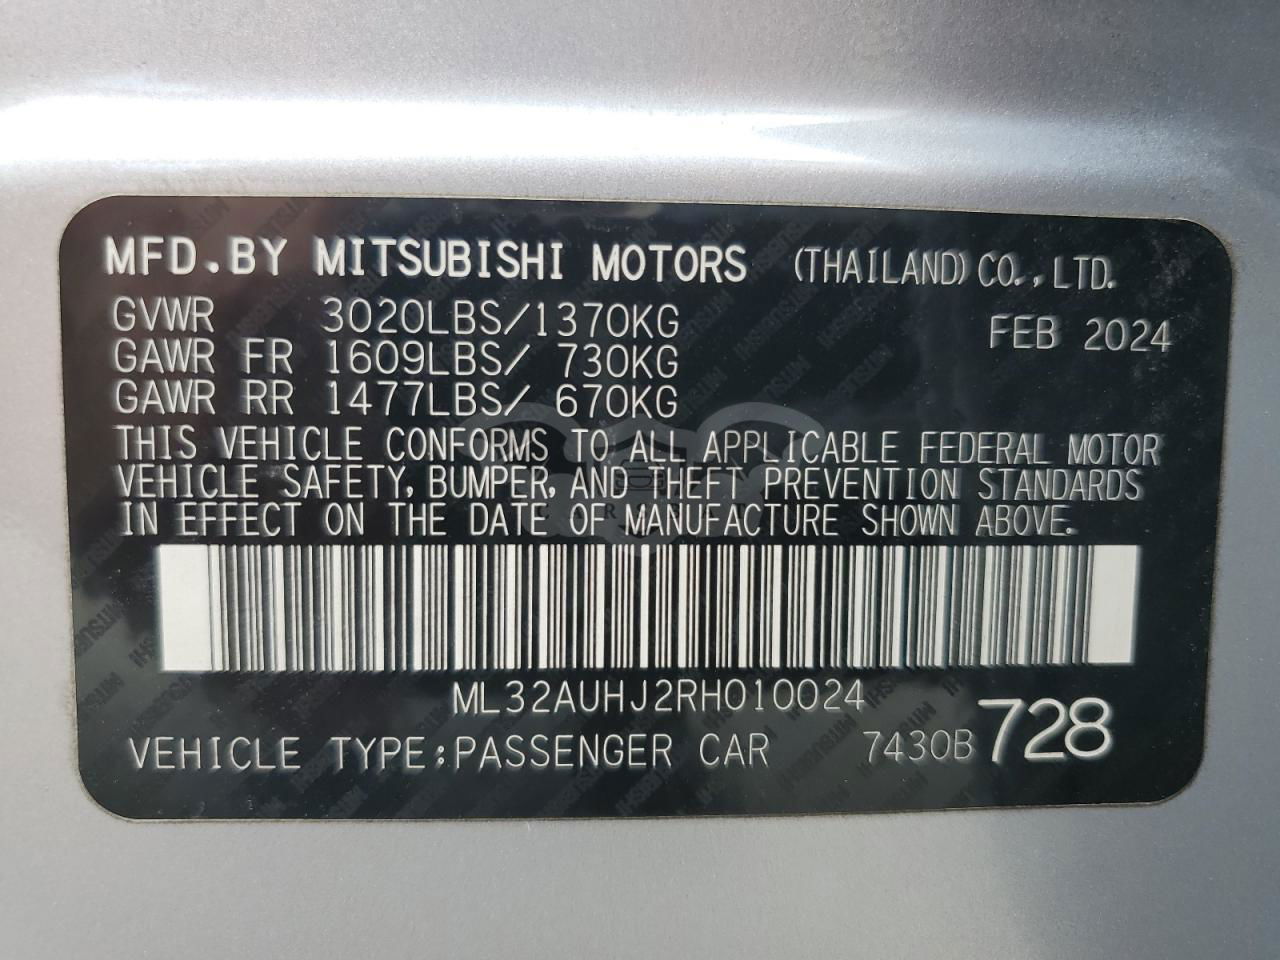 MFD.BY MITSUBISHI MOTORS (THAILAND) CO., LTD.
GVWR 3020LBS/1370KG FEB 2024
GAWR FR 1609LBS/ 730KG
GAWR RR 1477LBS/ 670KG
THIS VEHICLE CONFORMS TO ALL APPLICABLE FEDERAL MOTOR
VEHICLE SAFETY, BUMPER, AND THEFT PREVENTION STANDARDS
IN EFFECT ON THE DATE OF MANUFACTURE SHOWN ABOVE.
ML32AUHJ2RH010024
VEHICLE TYPE:PASSENGER CAR 7430B 728